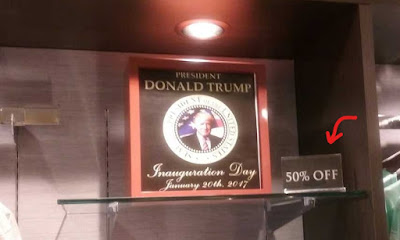 PRESIDENT
DONALD TRUMP
Inauguration Day
January 20th, 2017
50% OFF